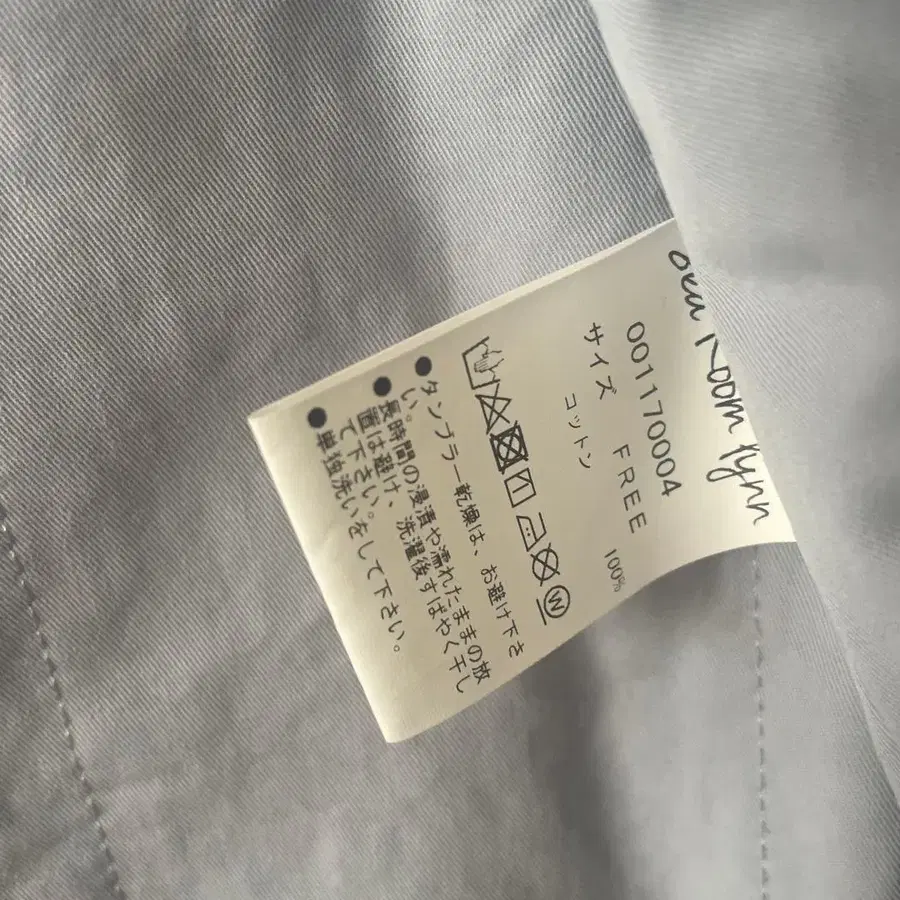 Room lynn
001170004
サイズ FREE
コットン 100%
W
●タンブラー乾燥は、お避け下さ
い。
●長時間の浸漬や濡れたままの放
置は避け、洗濯後すばやく干し
て下さい。
●単独洗いをして下さい。